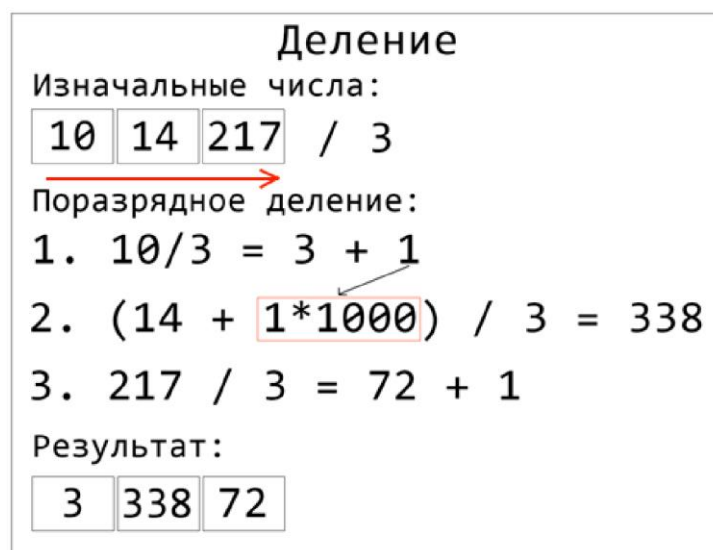 Деление
Изначальные числа:
10 14 217 / 3
Поразрядное деление:
1. 10/3 = 3 + 1
2. (14 + 1*1000) / 3 = 338
3. 217 / 3 = 72 + 1
Результат:
3 338 72